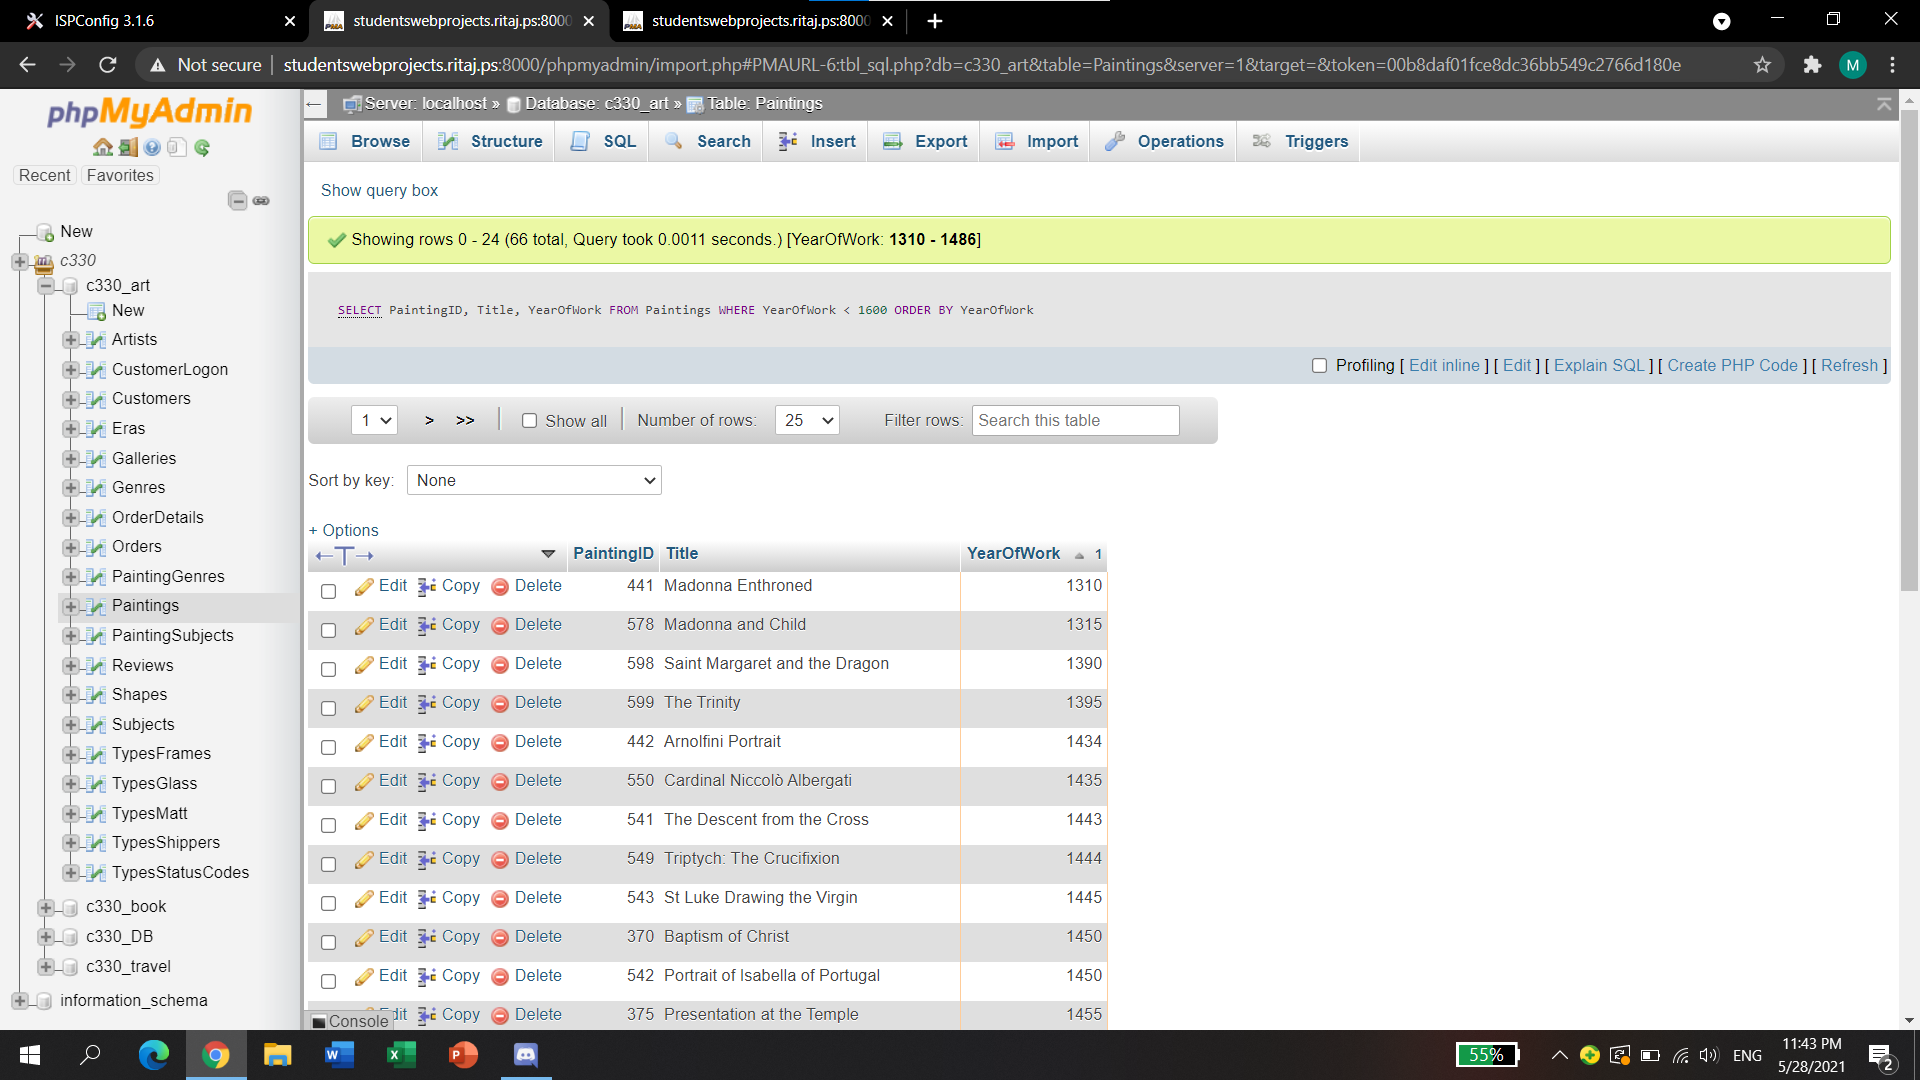 ISPConfig 3.1.6
studentswebprojects.ritaj.ps:8000
studentswebprojects.ritaj.ps:8000
Not secure | studentswebprojects.ritaj.ps:8000/phpmyadmin/import.php#PMAURL-6:tbl_sql.php?db=c330_art&table=Paintings&server=1&target=&token=00b8daf01fce8dc36bb549c2766d180e
M
phpMyAdmin
Recent Favorites
New
c330
c330_art
New
Artists
CustomerLogon
Customers
Eras
Galleries
Genres
OrderDetails
Orders
PaintingGenres
Paintings
PaintingSubjects
Reviews
Shapes
Subjects
TypesFrames
TypesGlass
TypesMatt
TypesShippers
TypesStatusCodes
c330_book
c330_DB
c330_travel
information_schema
Server: localhost » Database: c330_art » Table: Paintings
Browse Structure SQL Search Insert Export Import Operations Triggers
Show query box
Showing rows 0 - 24 (66 total, Query took 0.0011 seconds.) [YearOfWork: 1310 - 1486]
SELECT PaintingID, Title, YearOfWork FROM Paintings WHERE YearOfWork < 1600 ORDER BY YearOfWork
Profiling [ Edit inline ] [ Edit ] [ Explain SQL ] [ Create PHP Code ] [ Refresh ]
1 > >> | Show all | Number of rows: 25 Filter rows: Search this table
Sort by key: None
+ Options
←T→ PaintingID Title YearOfWork 1
Edit Copy Delete 441 Madonna Enthroned 1310
Edit Copy Delete 578 Madonna and Child 1315
Edit Copy Delete 598 Saint Margaret and the Dragon 1390
Edit Copy Delete 599 The Trinity 1395
Edit Copy Delete 442 Arnolfini Portrait 1434
Edit Copy Delete 550 Cardinal Niccolò Albergati 1435
Edit Copy Delete 541 The Descent from the Cross 1443
Edit Copy Delete 549 Triptych: The Crucifixion 1444
Edit Copy Delete 543 St Luke Drawing the Virgin 1445
Edit Copy Delete 370 Baptism of Christ 1450
Edit Copy Delete 542 Portrait of Isabella of Portugal 1450
Edit Copy Delete 375 Presentation at the Temple 1455
Console
55%
ENG
11:43 PM
5/28/2021
2